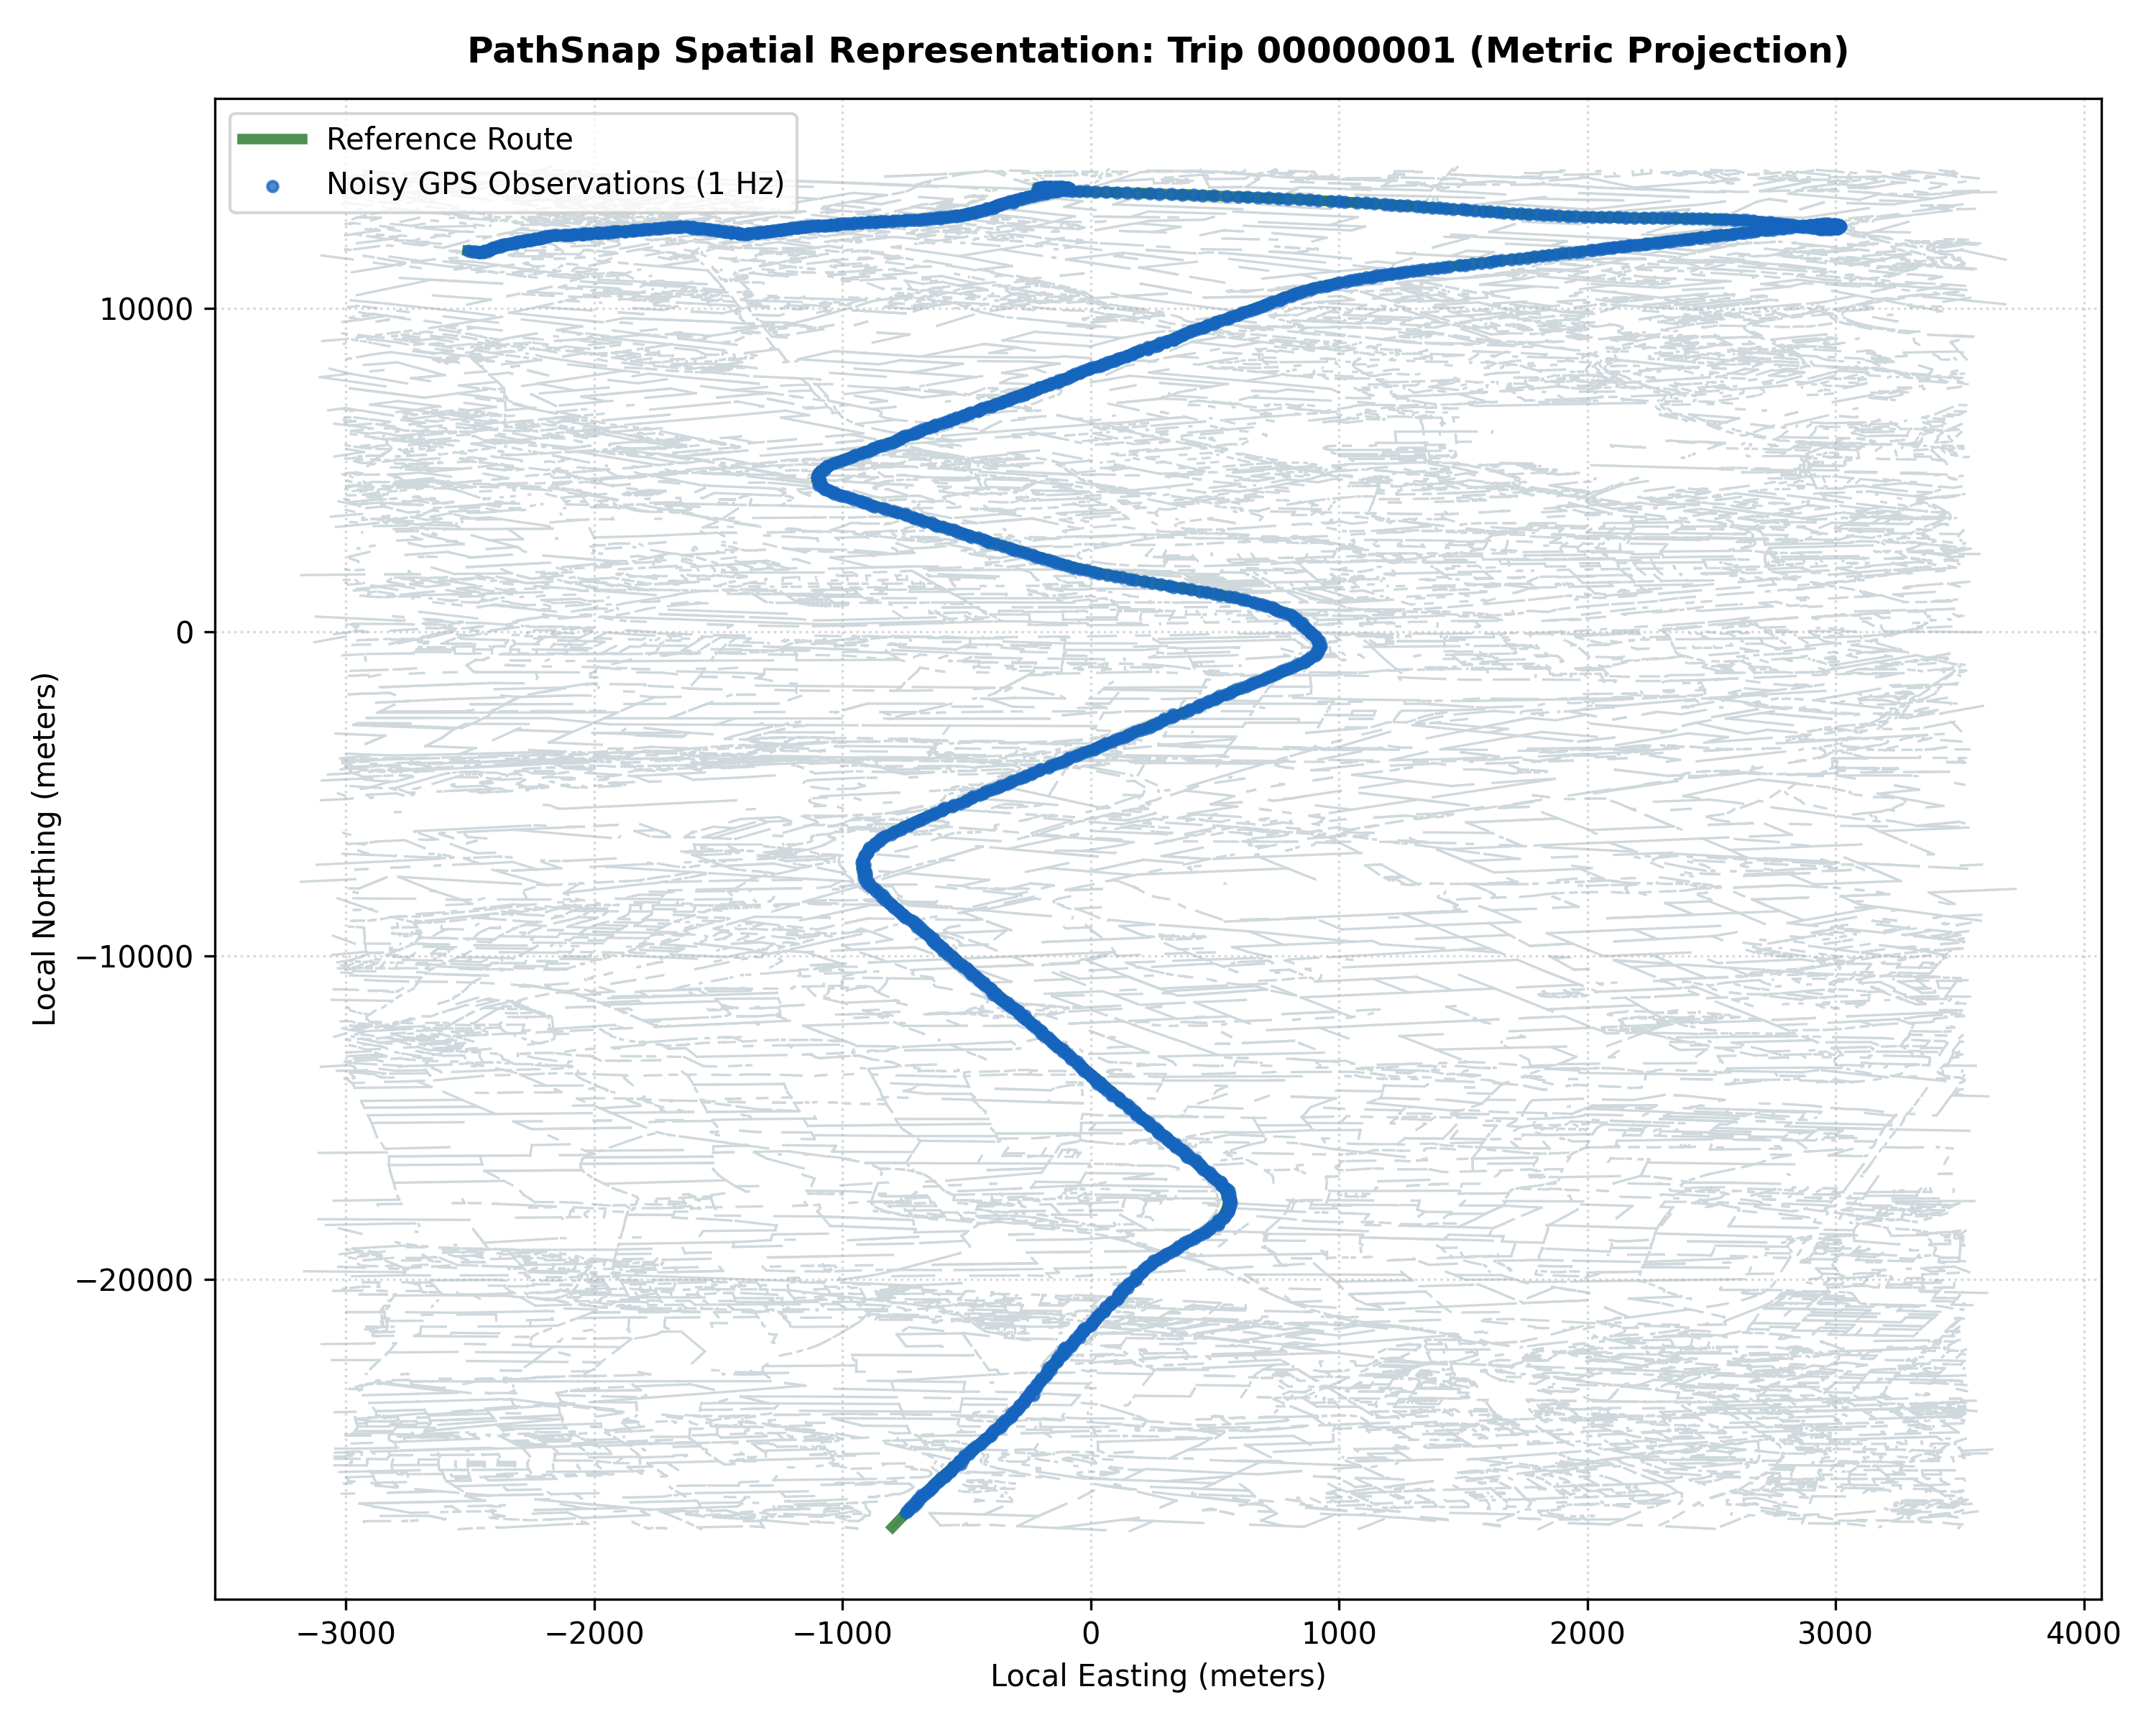 PathSnap Spatial Representation: Trip 00000001 (Metric Projection)
Reference Route
Noisy GPS Observations (1 Hz)
Local Northing (meters)
10000
0
−10000
−20000
−3000
−2000
−1000
0
1000
2000
3000
4000
Local Easting (meters)